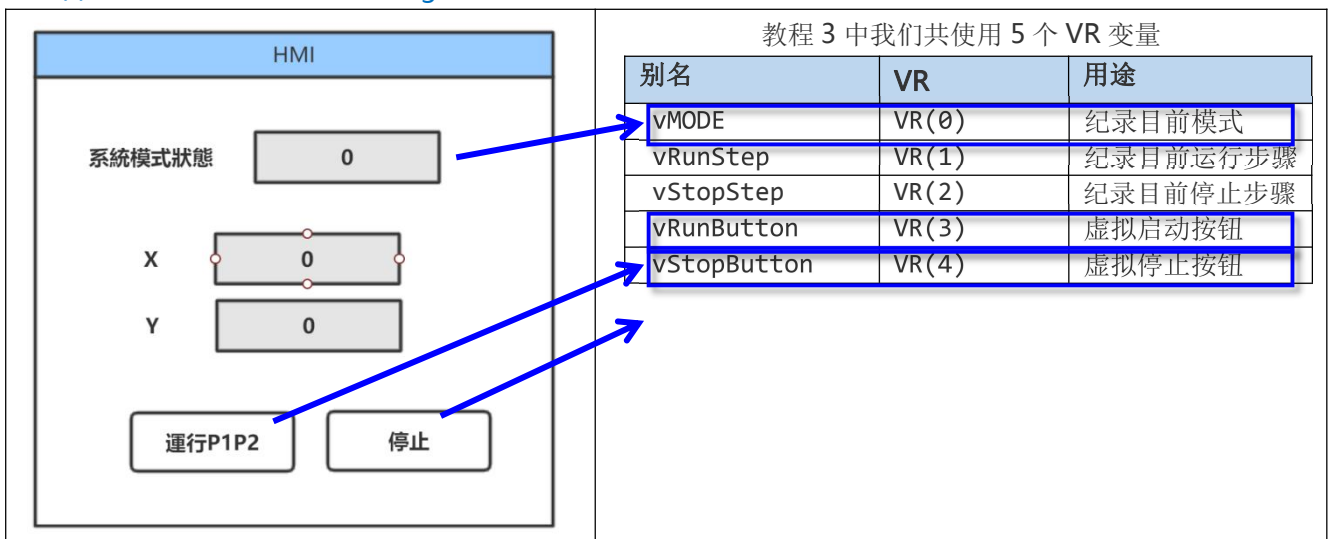 HMI
系統模式狀態 0
X 0
Y 0
運行P1P2 停止
教程 3 中我们共使用 5 个 VR 变量
别名 VR 用途
vMODE VR(0) 纪录目前模式
vRunStep VR(1) 纪录目前运行步骤
vStopStep VR(2) 纪录目前停止步骤
vRunButton VR(3) 虚拟启动按钮
vStopButton VR(4) 虚拟停止按钮